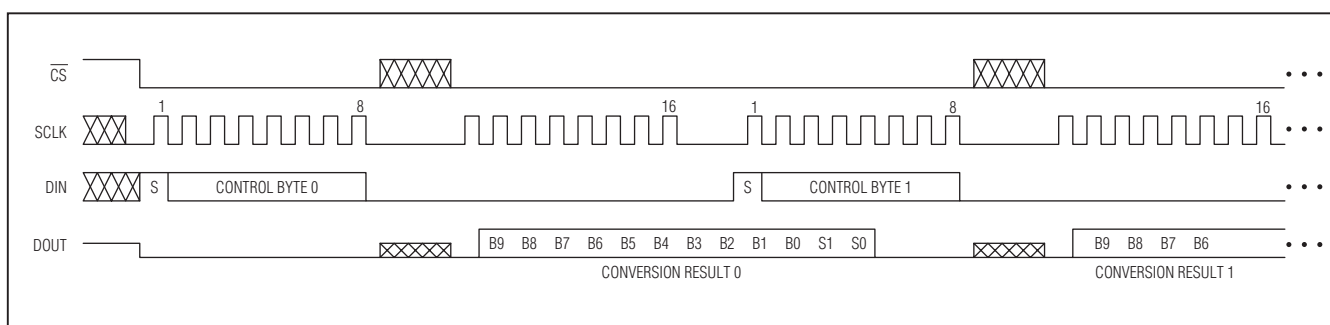 CS
1 8 16 1 8 16
SCLK
DIN S CONTROL BYTE 0 S CONTROL BYTE 1
DOUT B9 B8 B7 B6 B5 B4 B3 B2 B1 B0 S1 S0 B9 B8 B7 B6
CONVERSION RESULT 0 CONVERSION RESULT 1